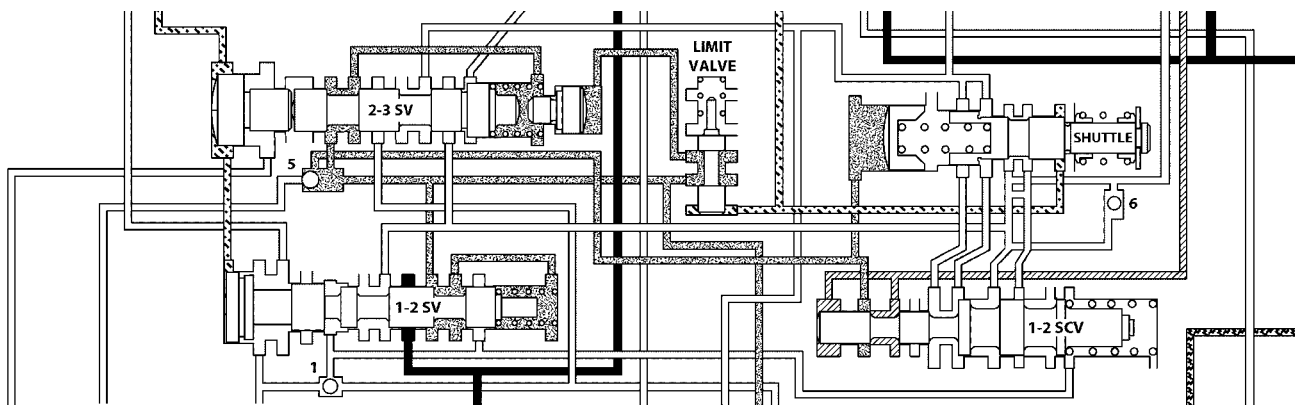 LIMIT
VALVE
2-3 SV
SHUTTLE
5
6
1-2 SV
1-2 SCV
1